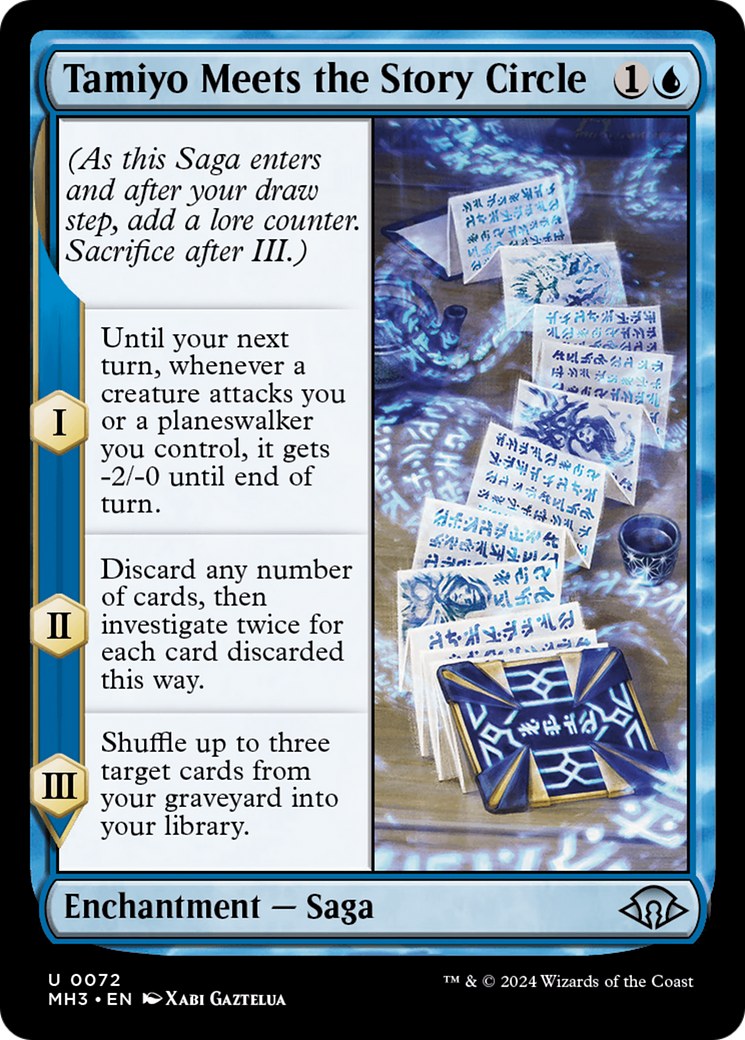 Tamiyo Meets the Story Circle 1
(As this Saga enters
and after your draw
step, add a lore counter.
Sacrifice after III.)
I
Until your next
turn, whenever a
creature attacks you
or a planeswalker
you control, it gets
-2/-0 until end of
turn.
II
Discard any number
of cards, then
investigate twice for
each card discarded
this way.
III
Shuffle up to three
target cards from
your graveyard into
your library.
Enchantment — Saga
U 0072
MH3 • EN Xabi Gaztelua
™ & © 2024 Wizards of the Coast